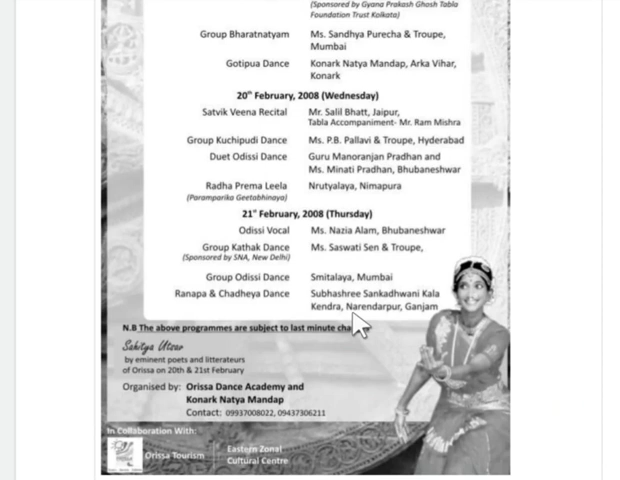 (Sponsored by Gyana Prakash Ghosh Tabla
Foundation Trust Kolkata)
Group Bharatnatyam Ms. Sandhya Purecha & Troupe,
Mumbai
Gotipua Dance Konark Natya Mandap, Arka Vihar,
Konark
20th February, 2008 (Wednesday)
Satvik Veena Recital Mr. Salil Bhatt, Jaipur,
Tabla Accompaniment- Mr. Ram Mishra
Group Kuchipudi Dance Ms. P.B. Pallavi & Troupe, Hyderabad
Duet Odissi Dance Guru Manoranjan Pradhan and
Ms. Minati Pradhan, Bhubaneshwar
Radha Prema Leela Nrutyalaya, Nimapura
(Paramparika Geetabhinaya)
21st February, 2008 (Thursday)
Odissi Vocal Ms. Nazia Alam, Bhubaneshwar
Group Kathak Dance Ms. Saswati Sen & Troupe,
(Sponsored by SNA, New Delhi)
Group Odissi Dance Smitalaya, Mumbai
Ranapa & Chadheya Dance Subhashree Sankadhwani Kala
Kendra, Narendarpur, Ganjam
N.B The above programmes are subject to last minute
Sahitya Utsav
by eminent poets and litterateurs
of Orissa on 20th & 21st February
Organised by: Orissa Dance Academy and
Konark Natya Mandap
Contact: 09937008022, 09437306211
In Collaboration With:
Orissa Tourism
Eastern Zonal
Cultural Centre